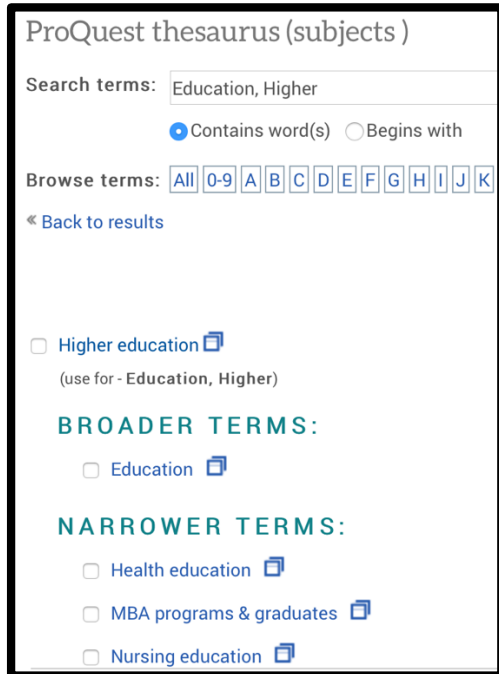 ProQuest thesaurus (subjects )
Search terms: Education, Higher
Contains word(s) Begins with
Browse terms: All 0-9 A B C D E F G H I J K
« Back to results
Higher education
(use for - Education, Higher)
BROADER TERMS:
Education
NARROWER TERMS:
Health education
MBA programs & graduates
Nursing education